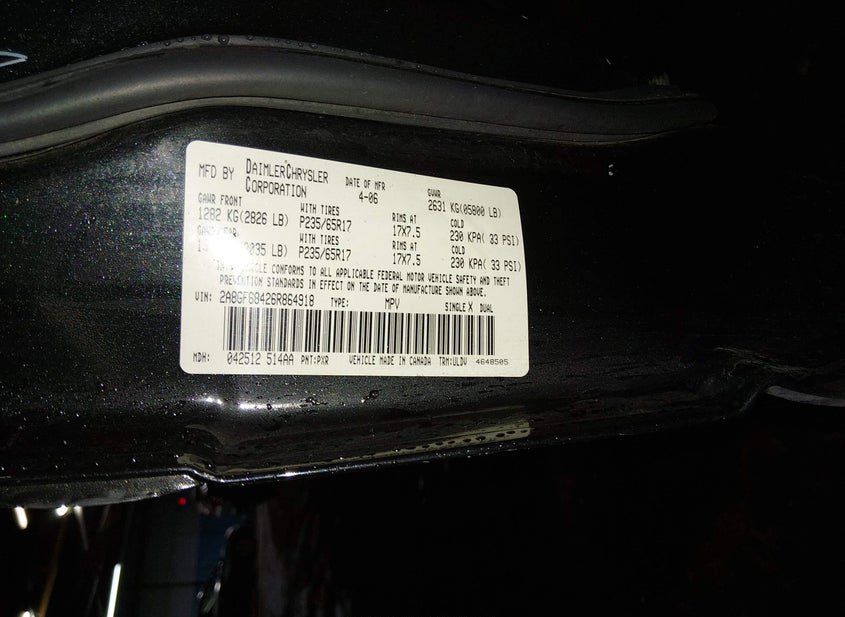 MFD BY DAIMLERCHRYSLER CORPORATION
DATE OF MFR 4-06
GVWR 2631 KG(05800 LB)
GAWR FRONT WITH TIRES RIMS AT COLD
1282 KG(2826 LB) P235/65R17 17X7.5 230 KPA( 33 PSI)
WITH TIRES RIMS AT COLD
LB) P235/65R17 17X7.5 230 KPA( 33 PSI)
VEHICLE CONFORMS TO ALL APPLICABLE FEDERAL MOTOR VEHICLE SAFETY AND THEFT
PREVENTION STANDARDS IN EFFECT ON THE DATE OF MANUFACTURE SHOWN ABOVE.
VIN: 2A8GF68426R864918 TYPE: MPV SINGLE X DUAL
MDH: 042512 514AA PNT:PXR VEHICLE MADE IN CANADA TRM:ULDV 4648505